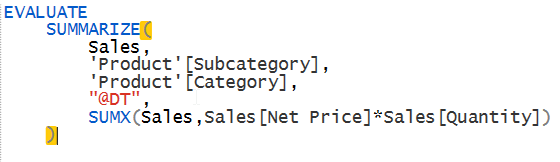 EVALUATE
SUMMARIZE(
Sales,
'Product'[Subcategory],
'Product'[Category],
"@DT",
SUMX(Sales,Sales[Net Price]*Sales[Quantity])
)